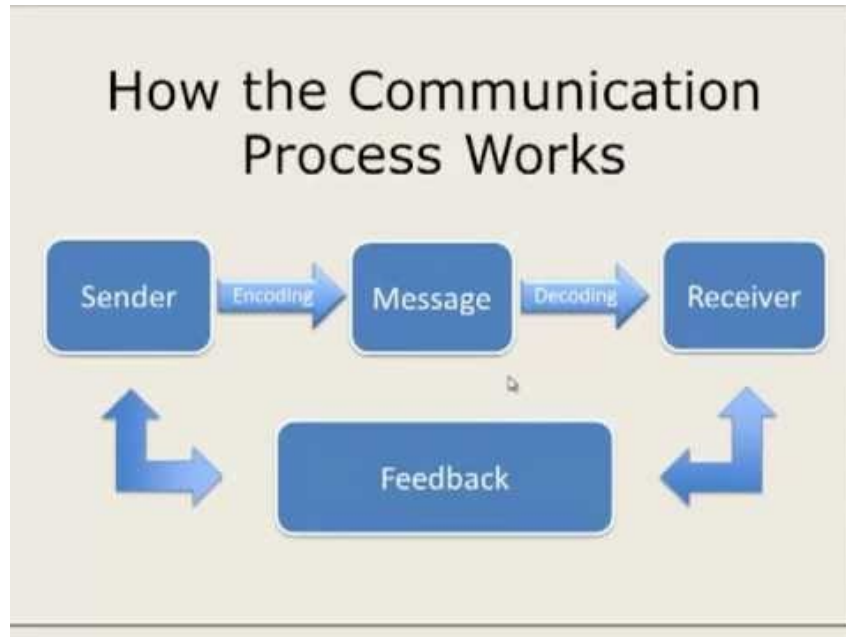 How the Communication
Process Works
Sender
Encoding
Message
Decoding
Receiver
Feedback